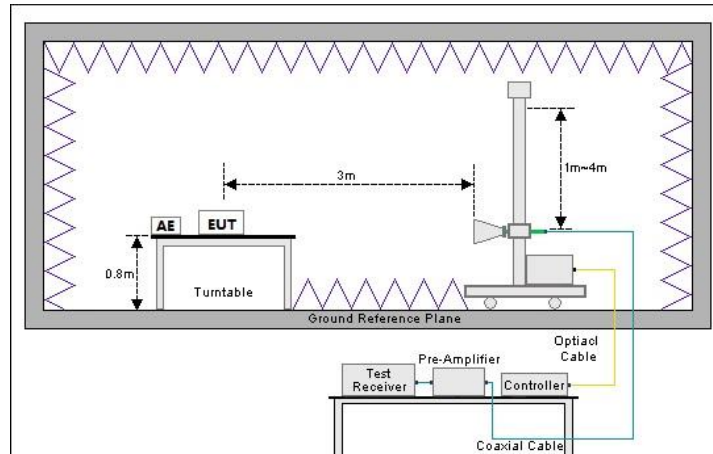 3m
1m~4m
AE
EUT
0.8m
Turntable
Ground Reference Plane
Optiacl
Cable
Pre-Amplifier
Test
Receiver
Controller
Coaxial Cable